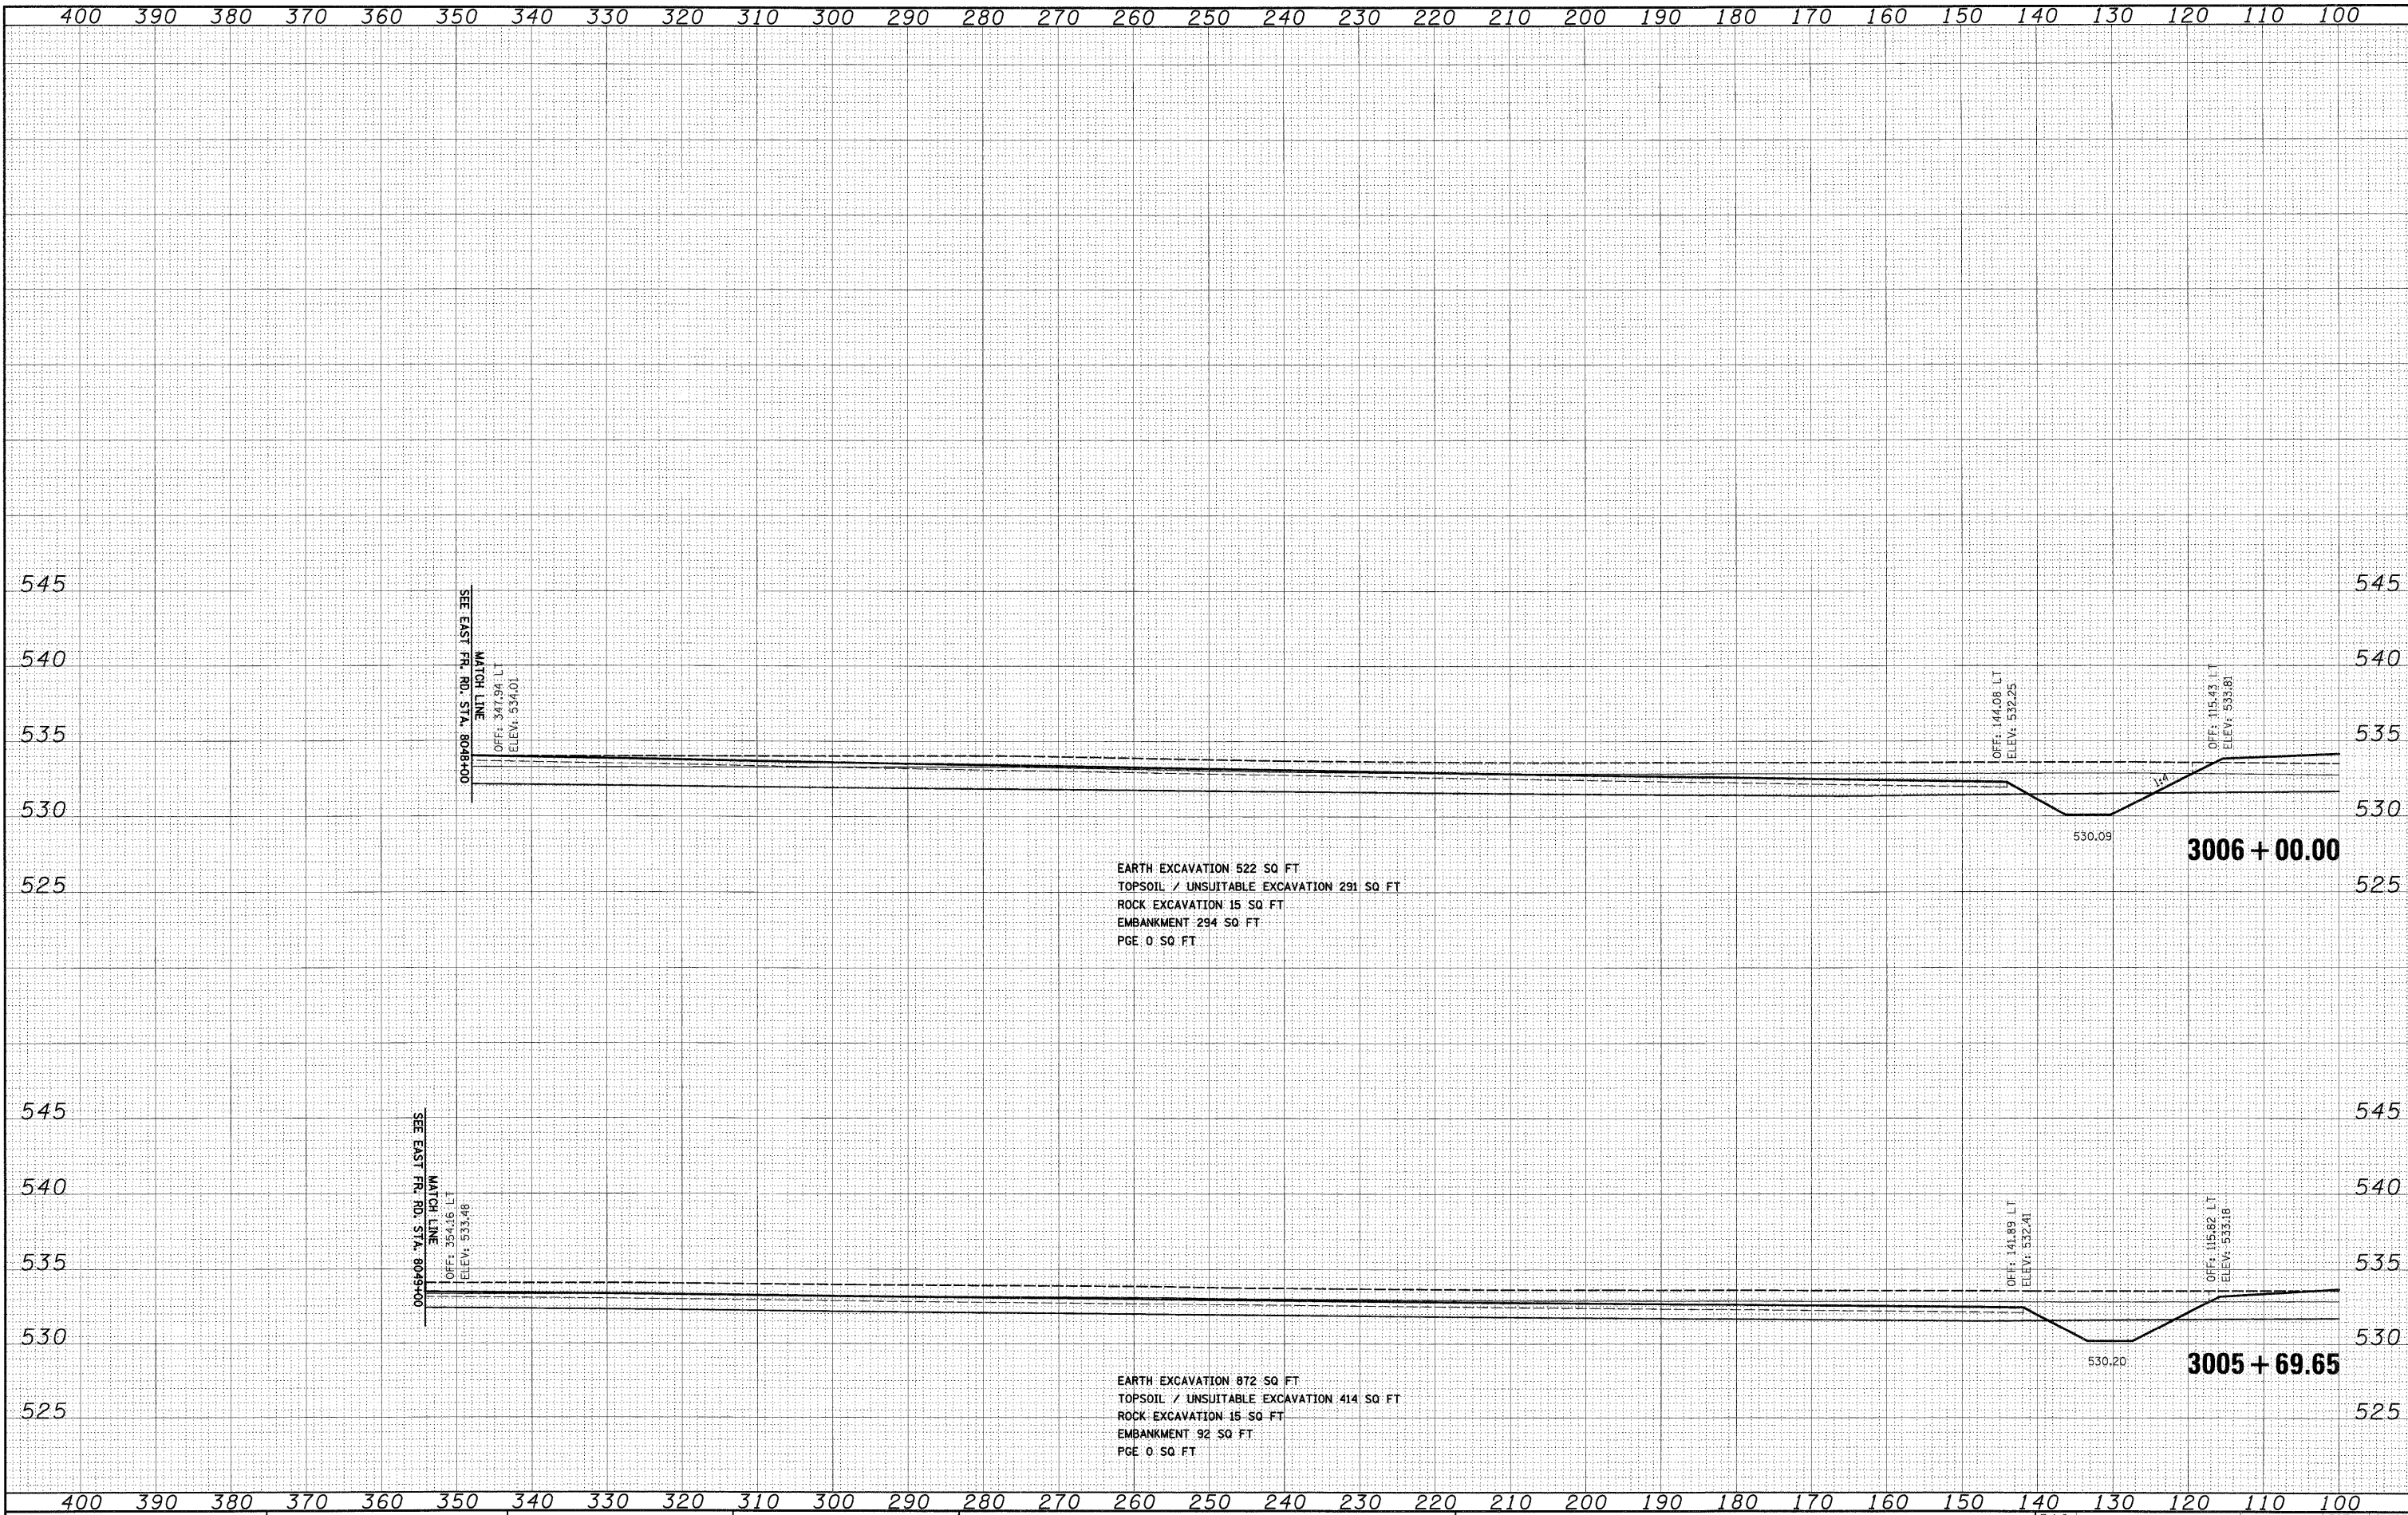 400 390 380 370 360 350 340 330 320 310 300 290 280 270 260 250 240 230 220 210 200 190 180 170 160 150 140 130 120 110 100
545 545
540 540
535 535
530 530
525 525
SEE EAST FR. RD. STA. 8048+00
MATCH LINE
OFF: 347.94 LT
ELEV: 534.01
OFF: 144.08 LT
ELEV: 532.25
OFF: 115.43 LT
ELEV: 533.81
1:4
530.09
3006+00.00
EARTH EXCAVATION 522 SQ FT
TOPSOIL / UNSUITABLE EXCAVATION 291 SQ FT
ROCK EXCAVATION 15 SQ FT
EMBANKMENT 294 SQ FT
PGE 0 SQ FT
545 545
540 540
535 535
530 530
525 525
SEE EAST FR. RD. STA. 8049+00
MATCH LINE
OFF: 354.16 LT
ELEV: 533.48
OFF: 141.89 LT
ELEV: 532.41
OFF: 115.82 LT
ELEV: 533.18
530.20
3005+69.65
EARTH EXCAVATION 872 SQ FT
TOPSOIL / UNSUITABLE EXCAVATION 414 SQ FT
ROCK EXCAVATION 15 SQ FT
EMBANKMENT 92 SQ FT
PGE 0 SQ FT
400 390 380 370 360 350 340 330 320 310 300 290 280 270 260 250 240 230 220 210 200 190 180 170 160 150 140 130 120 110 100